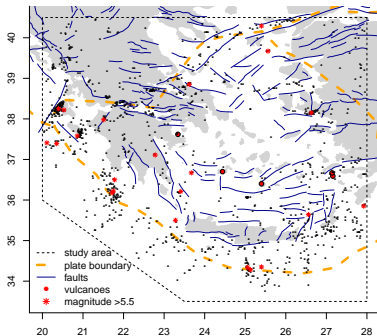 40
39
38
37
36
35
34
study area
plate boundary
faults
vulcanoes
magnitude >5.5
20 21 22 23 24 25 26 27 28